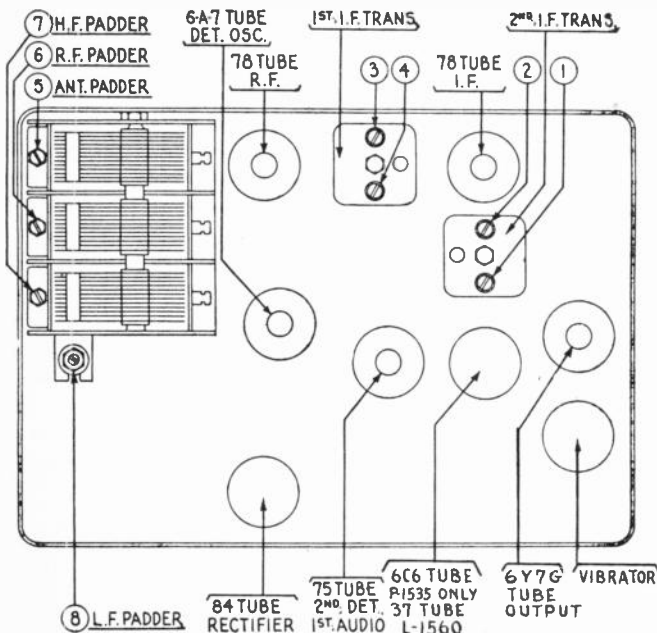 7 H.F. PADDER
6 R.F. PADDER
5 ANT. PADDER
6-A-7 TUBE
DET. OSC.
78 TUBE
R.F.
1ST. I.F. TRANS
3
4
78 TUBE
I.F.
2ND. I.F. TRANS.
2
1
8 L.F. PADDER
84 TUBE
RECTIFIER
75 TUBE
2ND. DET.
1ST. AUDIO
6C6 TUBE
P-1535 ONLY
37 TUBE
L-1560
6Y7G
TUBE
OUTPUT
VIBRATOR